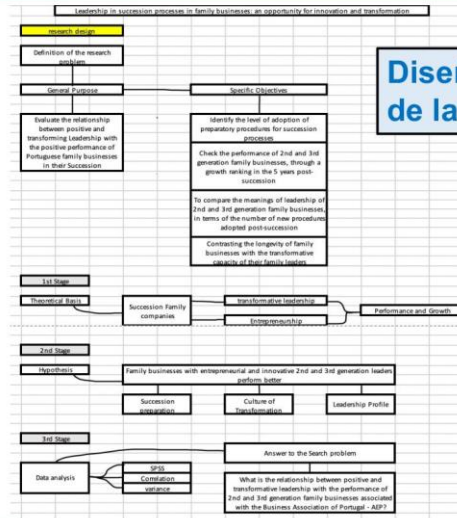 Leadership in succession processes in family businesses: an opportunity for innovation and transformation
research design
Definition of the research
problem
General Purpose
Specific Objectives
Evaluate the relationship
between positive and
transforming Leadership with
the positive performance of
Portuguese family businesses
in their Succession
Identify the level of adoption of
preparatory procedures for succession
processes
Check the performance of 2nd and 3rd
generation family businesses, through a
growth ranking in the 5 years post-
succession
To compare the meanings of leadership of
2nd and 3rd generation family businesses,
in terms of the number of new procedures
adopted post-succession
Contrasting the longevity of family
businesses with the transformative
capacity of their family leaders
de la
1st Stage
Theoretical Basis
Succession Family
companies
transformative leadership
Entrepreneurship
Performance and Growth
2nd Stage
Hypothesis
Family businesses with entrepreneurial and innovative 2nd and 3rd generation leaders
perform better
Succession
preparation
Culture of
Transformation
Leadership Profile
3rd Stage
Data analysis
SPSS
Correlation
variance
Answer to the Search problem
What is the relationship between positive and
transformative leadership with the performance of
2nd and 3rd generation family businesses associated
with the Business Association of Portugal - AEP?